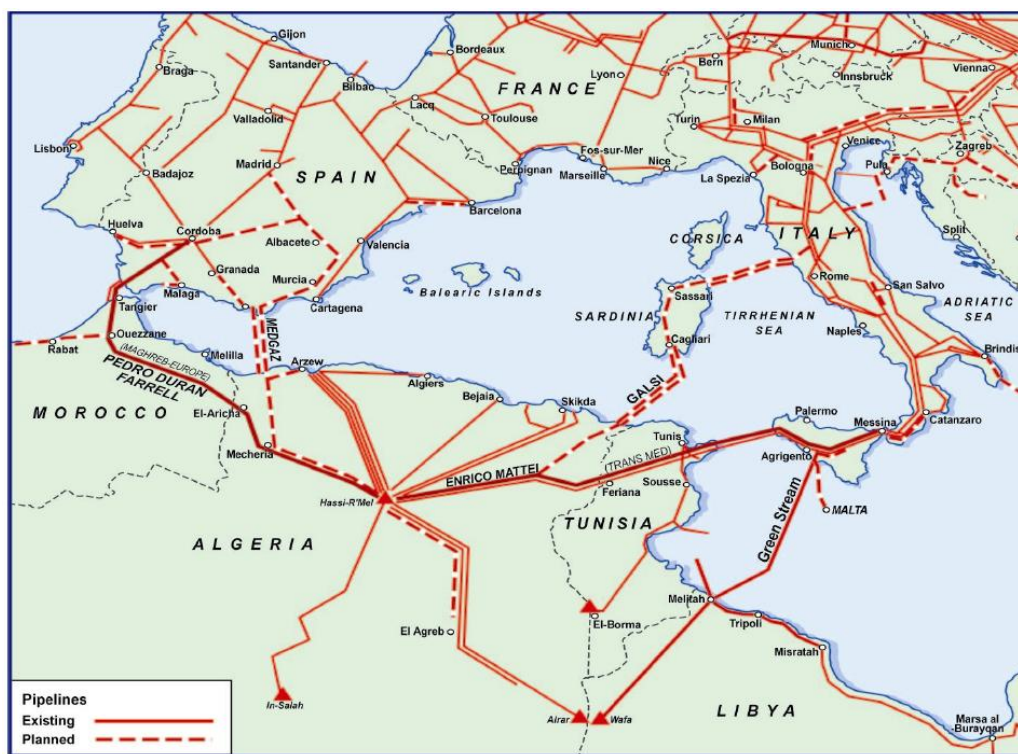 Gijon
Santander
Bordeaux
Munich
Bern
Vienna
Braga
Bilbao
Lyon
Innsbruck
FRANCE
Lacq
Valladolid
Toulouse
Turin
Milan
Lisbon
Venice
Zagreb
Madrid
Fos-sur-Mer
Bologna
Badajoz
Perpignan
Marseille
Nice
La Spezia
Pula
SPAIN
Barcelona
Huelva
Cordoba
CORSICA
ITALY
Split
Albacete
Valencia
Granada
Balearic Islands
Rome
Murcia
Malaga
Sassari
San Salvo
Tangier
Cartagena
SARDINIA
TIRRHENIAN
SEA
ADRIATIC
SEA
Naples
Ouezzane
MEDGAZ
Cagliari
Rabat
Melilla
Arzew
Brindisi
(MAGHREB-EUROPE)
PEDRO DURAN
FARRELL
Algiers
GALSI
MOROCCO
Bejaia
Skikda
Palermo
Messina
Catanzaro
El-Aricha
Tunis
Mecheria
ENRICO MATTEI
(TRANS MED)
Agrigento
Feriana
Sousse
Hassi-R'Mel
MALTA
TUNISIA
Green Stream
ALGERIA
Melitah
El-Borma
Tripoli
El Agreb
Misratah
In-Salah
Alrar
Wafa
LIBYA
Marsa al
-Burayqan
Pipelines
Existing
Planned